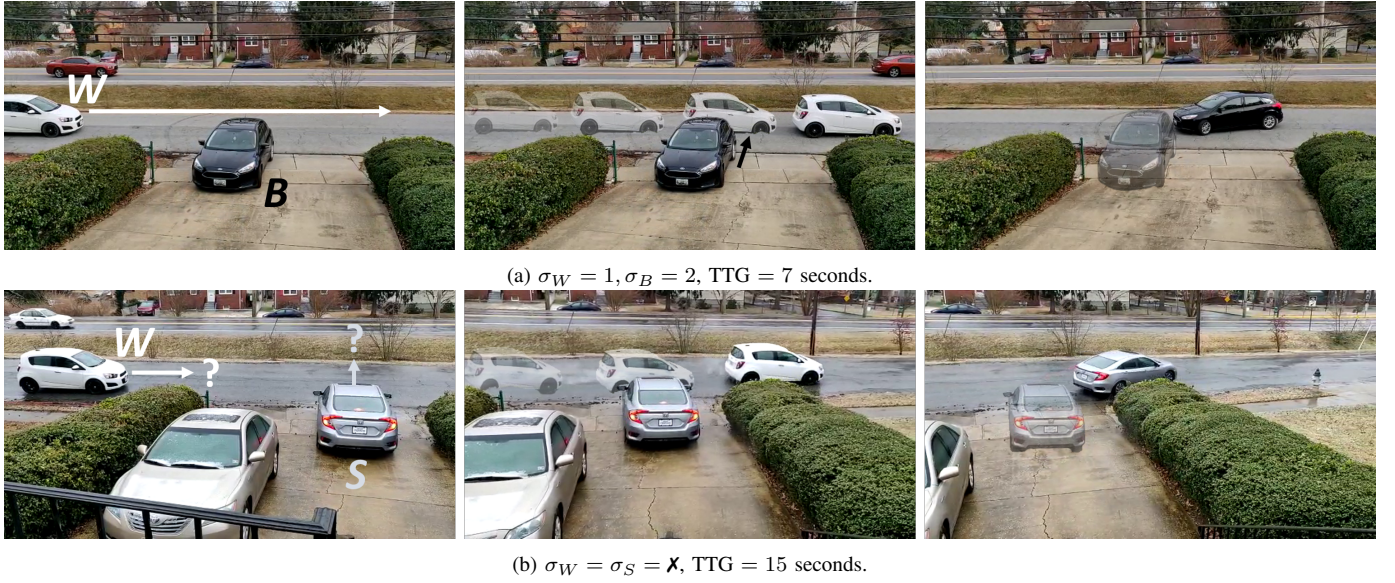 W
B
(a) σ_W = 1, σ_B = 2, TTG = 7 seconds.
W ?
?
S
(b) σ_W = σ_S = ✗, TTG = 15 seconds.